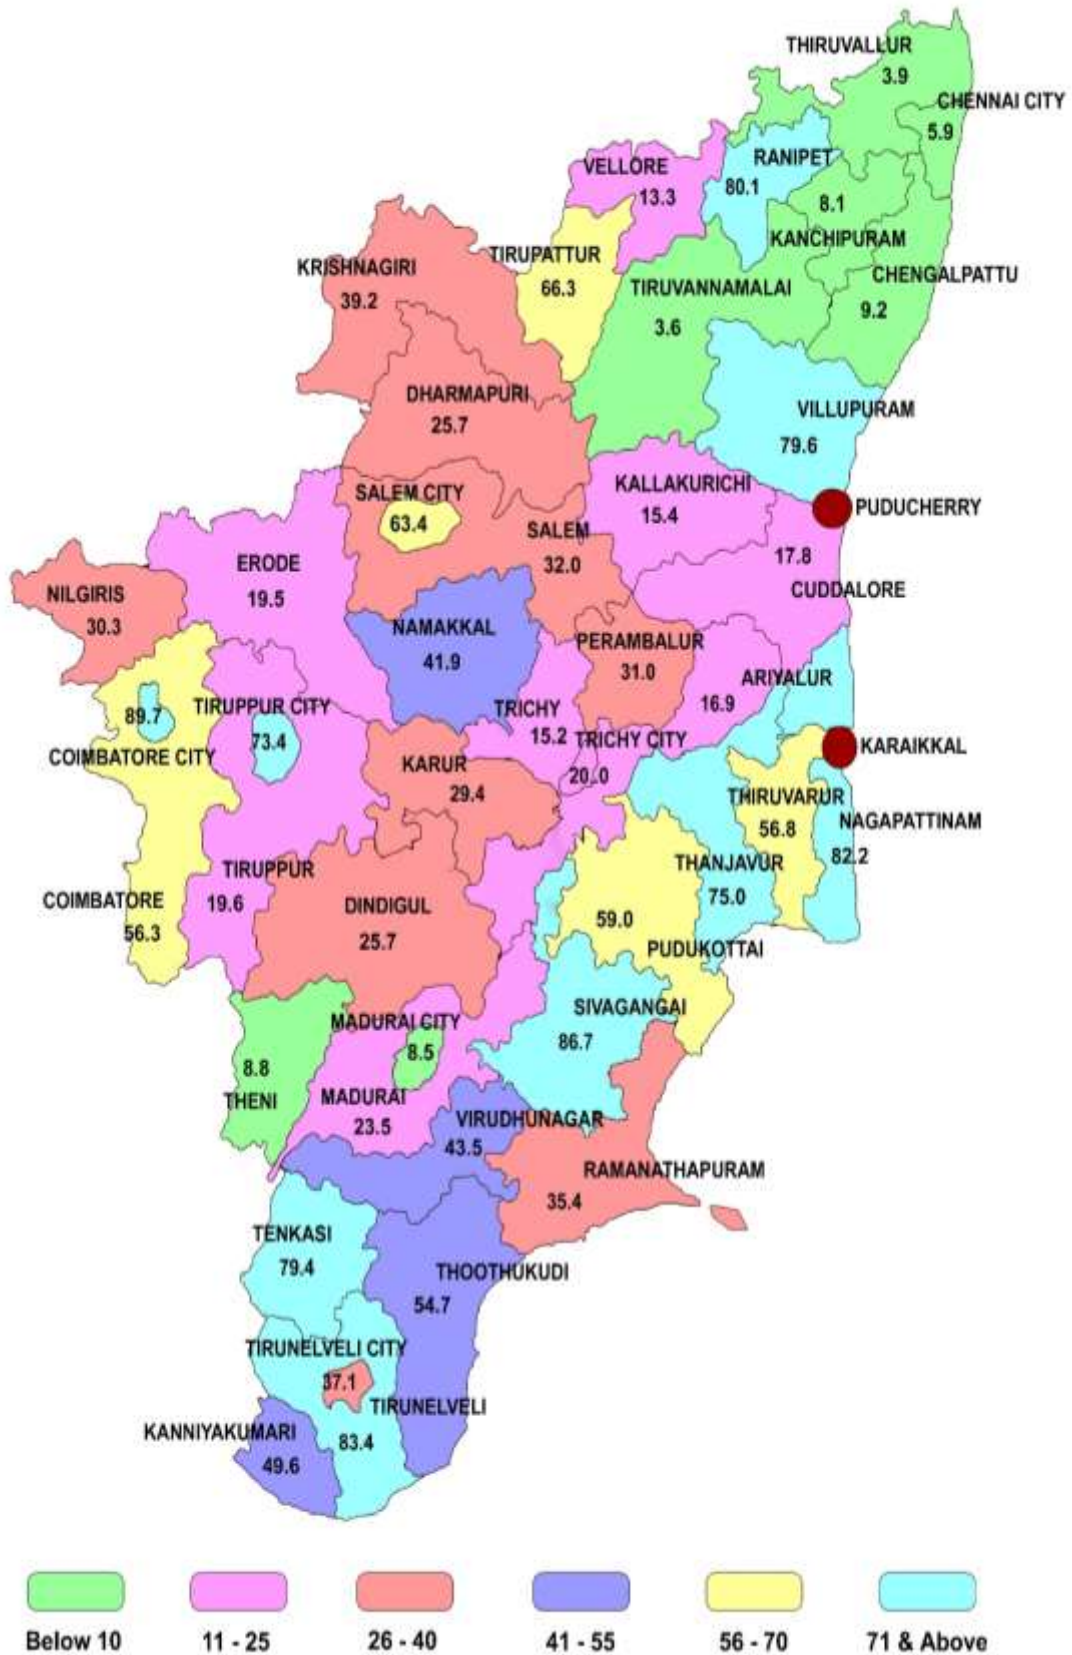 THIRUVALLUR
3.9
CHENNAI CITY
5.9
VELLORE
13.3
RANIPET
80.1
8.1
KANCHIPURAM
CHENGALPATTU
9.2
KRISHNAGIRI
39.2
TIRUPATTUR
66.3
TIRUVANNAMALAI
3.6
DHARMAPURI
25.7
VILLUPURAM
79.6
SALEM CITY
63.4
KALLAKURICHI
15.4
PUDUCHERRY
SALEM
32.0
17.8
CUDDALORE
ERODE
19.5
NILGIRIS
30.3
NAMAKKAL
41.9
PERAMBALUR
31.0
ARIYALUR
16.9
89.7
COIMBATORE CITY
TIRUPPUR CITY
73.4
TRICHY
15.2
TRICHY CITY
20.0
KARAIKKAL
KARUR
29.4
THIRUVARUR
56.8
NAGAPATTINAM
82.2
THANJAVUR
75.0
COIMBATORE
56.3
TIRUPPUR
19.6
DINDIGUL
25.7
59.0
PUDUKOTTAI
SIVAGANGAI
86.7
MADURAI CITY
8.5
8.8
THENI
MADURAI
23.5
VIRUDHUNAGAR
43.5
RAMANATHAPURAM
35.4
TENKASI
79.4
THOOTHUKUDI
54.7
TIRUNELVELI CITY
37.1
TIRUNELVELI
83.4
KANNIYAKUMARI
49.6
Below 10 11 - 25 26 - 40 41 - 55 56 - 70 71 & Above